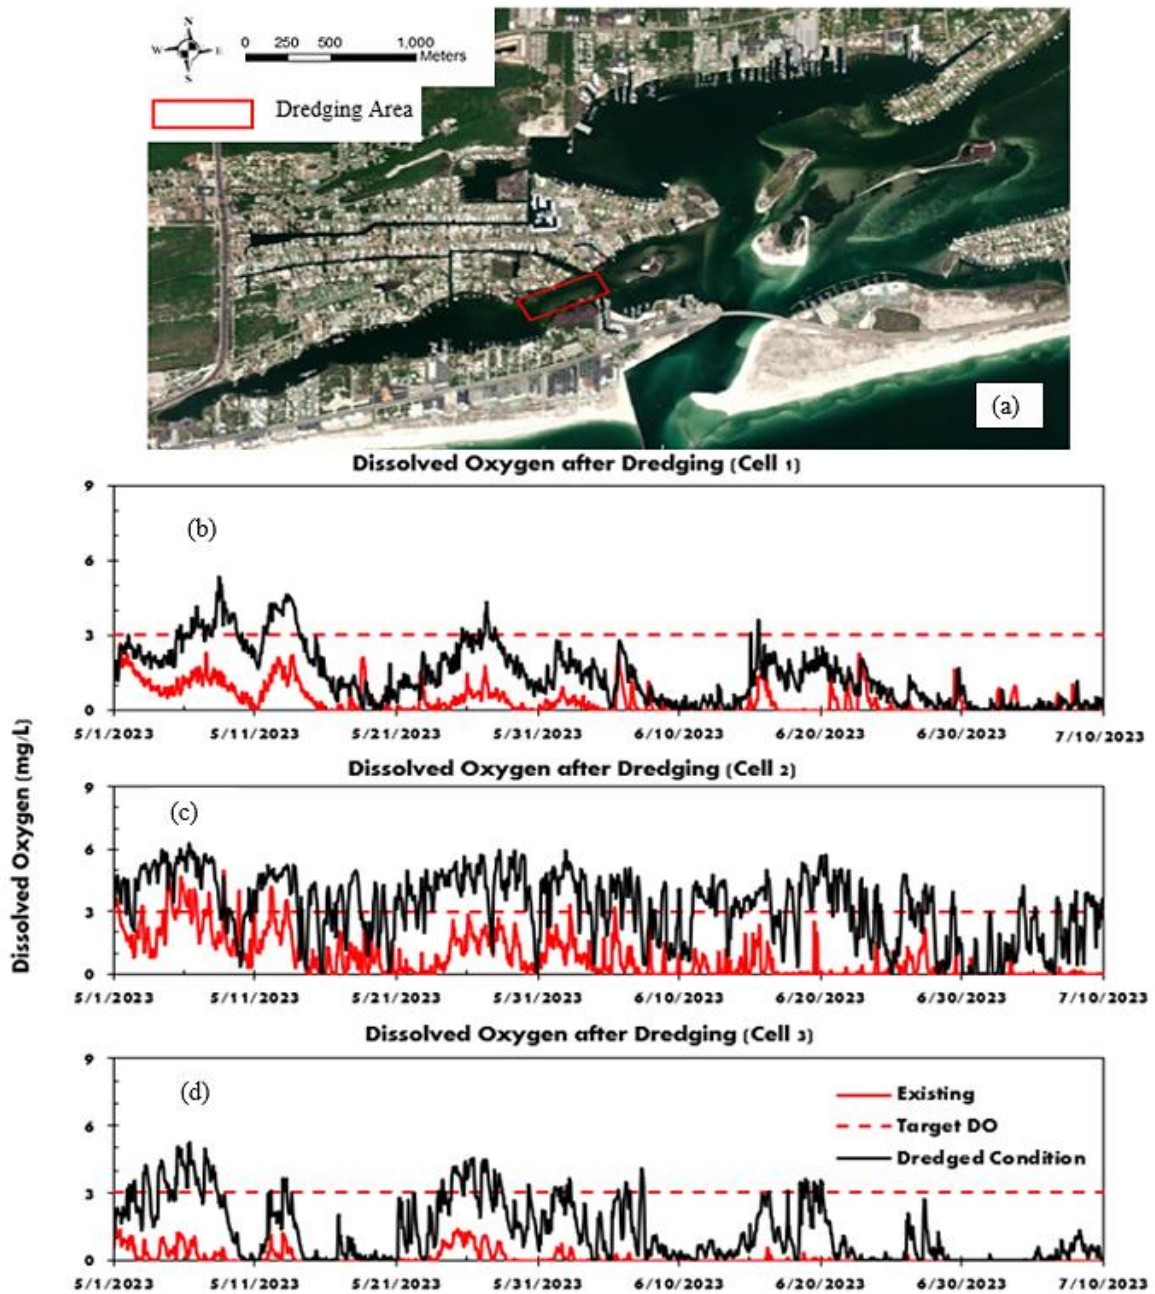 N
W E
S
0 250 500 1,000
Meters
Dredging Area
(a)
Dissolved Oxygen after Dredging (Cell 1)
9
(b)
6
3
0
5/1/2023 5/11/2023 5/21/2023 5/31/2023 6/10/2023 6/20/2023 6/30/2023 7/10/2023
Dissolved Oxygen (mg/L)
Dissolved Oxygen after Dredging (Cell 2)
9
(c)
6
3
0
5/1/2023 5/11/2023 5/21/2023 5/31/2023 6/10/2023 6/20/2023 6/30/2023 7/10/2023
Dissolved Oxygen after Dredging (Cell 3)
9
(d)
Existing
6
Target DO
Dredged Condition
3
0
5/1/2023 5/11/2023 5/21/2023 5/31/2023 6/10/2023 6/20/2023 6/30/2023 7/10/2023